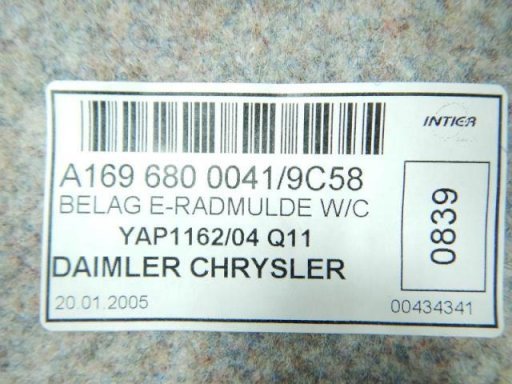 INTIER
A169 680 0041/9C58
BELAG E-RADMULDE W/C
0839
YAP1162/04 Q11
DAIMLER CHRYSLER
20.01.2005
00434341